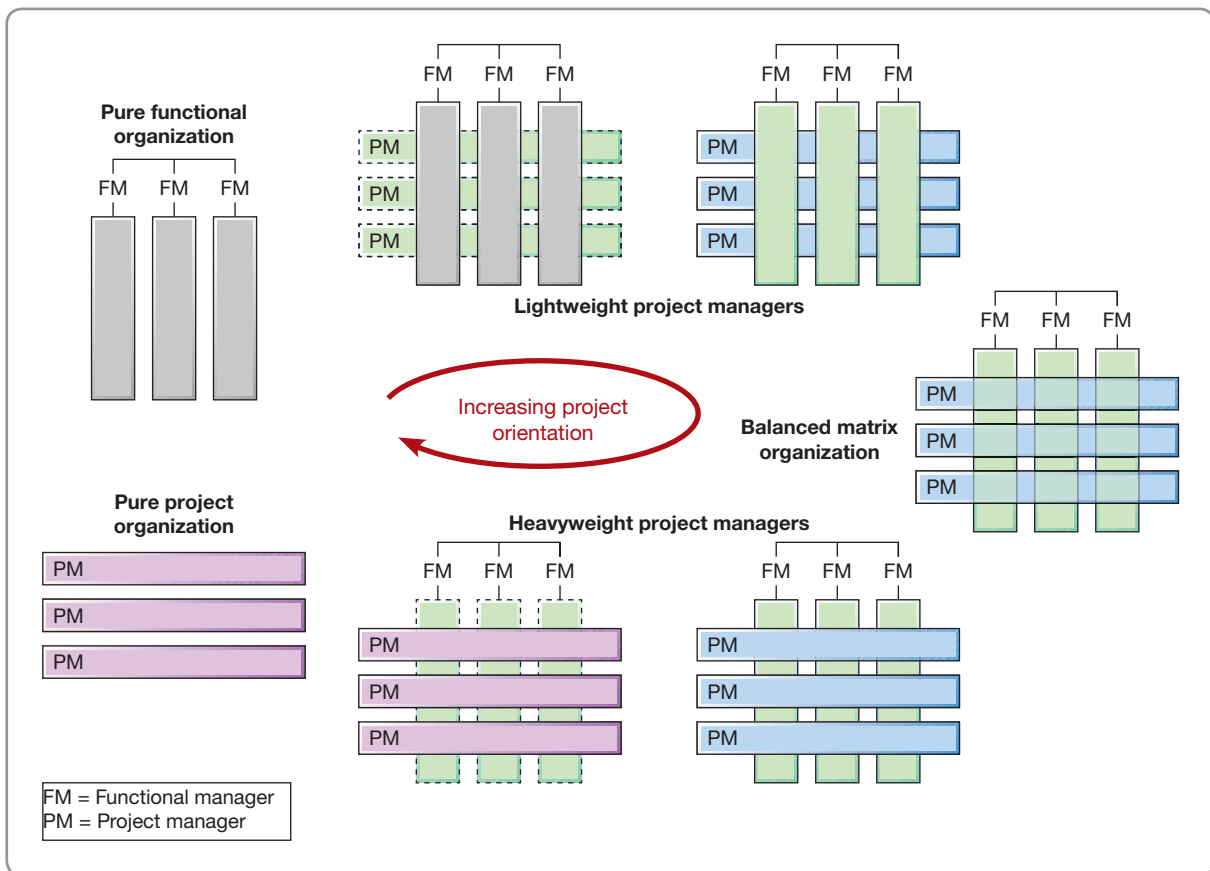 Pure functional
organization
FM FM FM
FM FM FM
PM
PM
PM
FM FM FM
PM
PM
PM
Lightweight project managers
FM FM FM
PM
PM
PM
Balanced matrix
organization
Increasing project
orientation
Heavyweight project managers
FM FM FM
PM
PM
PM
FM FM FM
PM
PM
PM
Pure project
organization
PM
PM
PM
FM = Functional manager
PM = Project manager